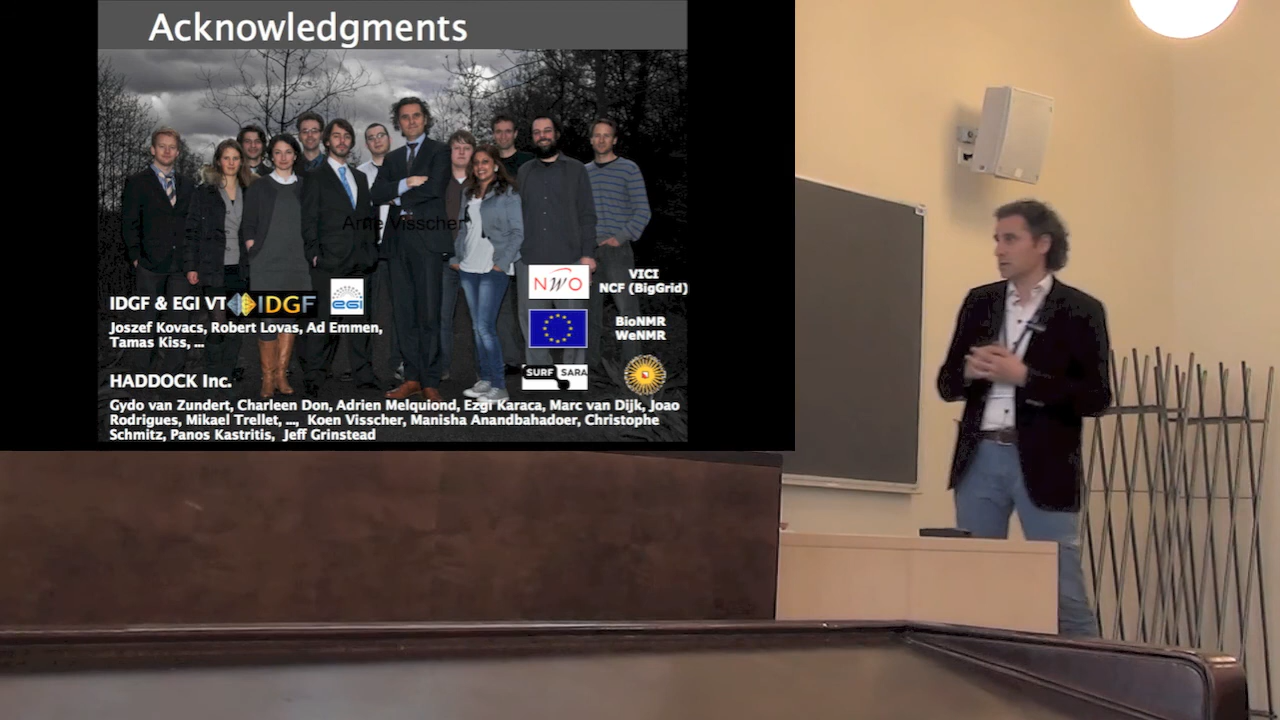 Acknowledgments
Arne Visscher
IDGF & EGI VT
IDGF
EGI
Joszef Kovacs, Robert Lovas, Ad Emmen,
Tamas Kiss, ...
NWO
VICI
NCF (BigGrid)
BioNMR
WeNMR
SURF SARA
HADDOCK Inc.
Gydo van Zundert, Charleen Don, Adrien Melquiond, Ezgi Karaca, Marc van Dijk, Joao
Rodrigues, Mikael Trellet, ..., Koen Visscher, Manisha Anandbahadoer, Christophe
Schmitz, Panos Kastritis, Jeff Grinstead